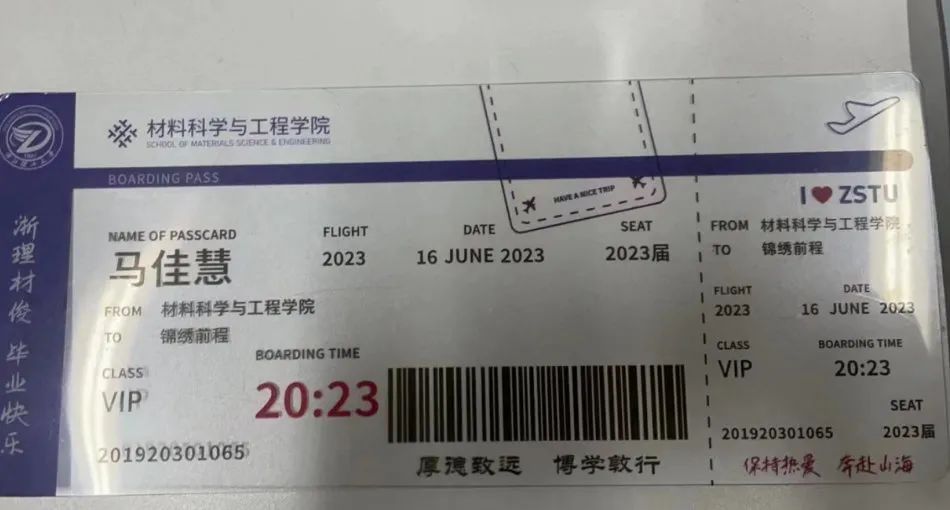 材料科学与工程学院
SCHOOL OF MATERIALS SCIENCE & ENGINEERING
BOARDING PASS
浙理材俊 毕业快乐
NAME OF PASSCARD
马佳慧
FLIGHT
2023
DATE
16 JUNE 2023
SEAT
2023届
FROM 材料科学与工程学院
TO 锦绣前程
CLASS
VIP
BOARDING TIME
20:23
201920301065
厚德致远 博学敦行
HAVE A NICE TRIP
I ❤ ZSTU
FROM 材料科学与工程学院
TO 锦绣前程
FLIGHT
2023
DATE
16 JUNE 2023
CLASS
VIP
BOARDING TIME
20:23
SEAT
201920301065 2023届
保持热爱 奔赴山海